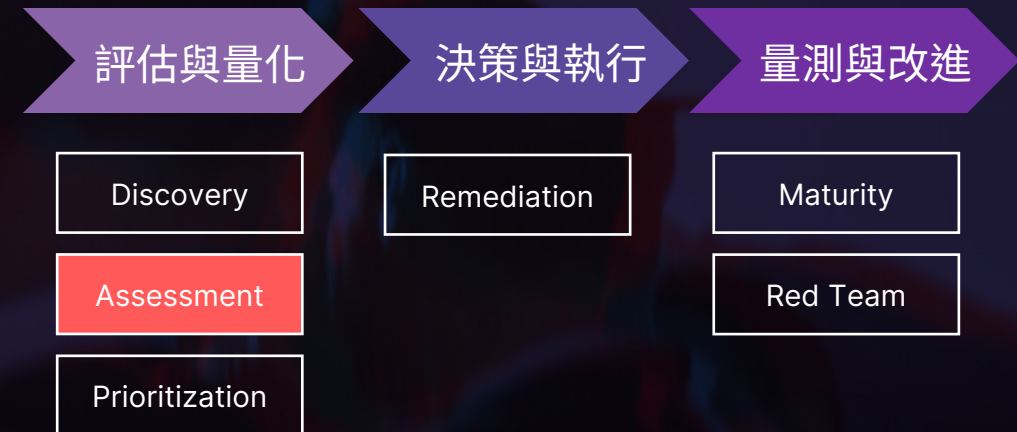 評估與量化
決策與執行
量測與改進
Discovery
Remediation
Maturity
Assessment
Red Team
Prioritization